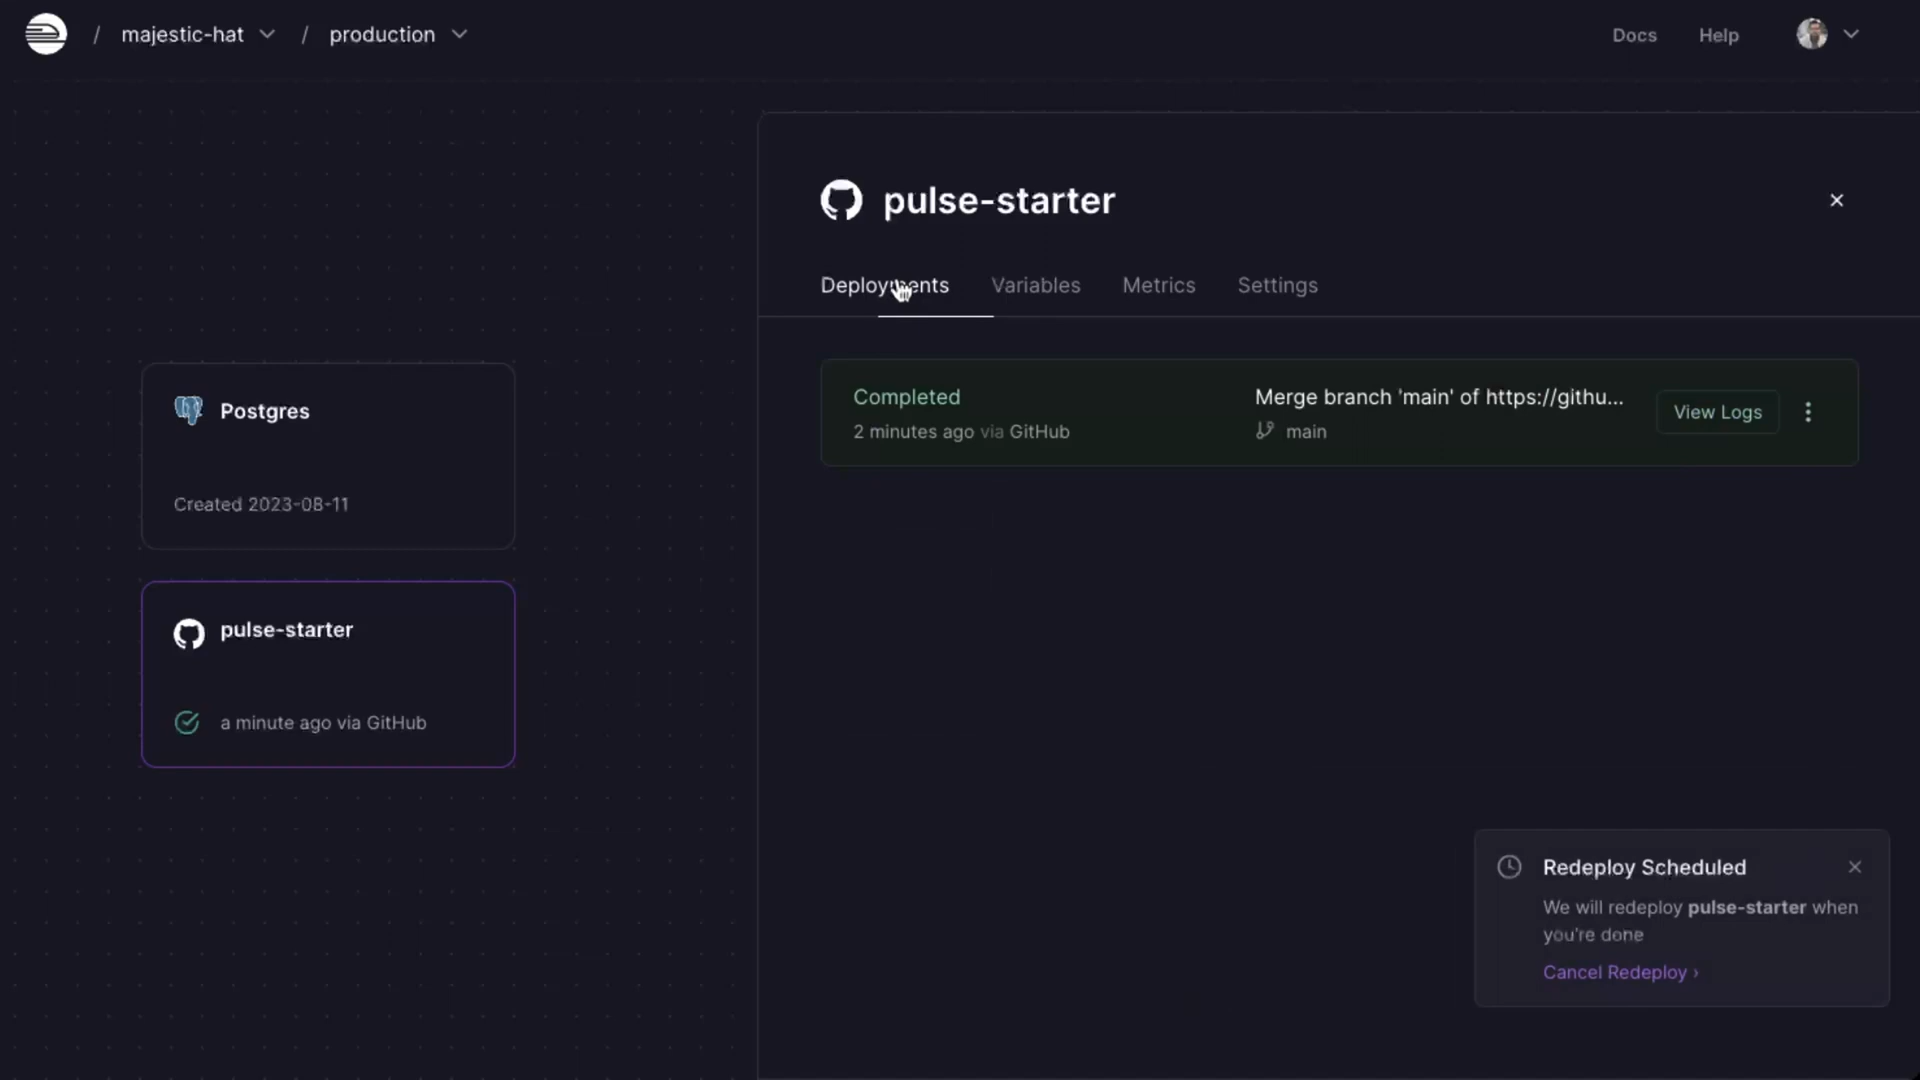 / majestic-hat / production
Docs Help
pulse-starter
Deployments Variables Metrics Settings
Completed
2 minutes ago via GitHub
Merge branch 'main' of https://githu...
main
View Logs
Postgres
Created 2023-08-11
pulse-starter
a minute ago via GitHub
Redeploy Scheduled
We will redeploy pulse-starter when
you're done
Cancel Redeploy ›